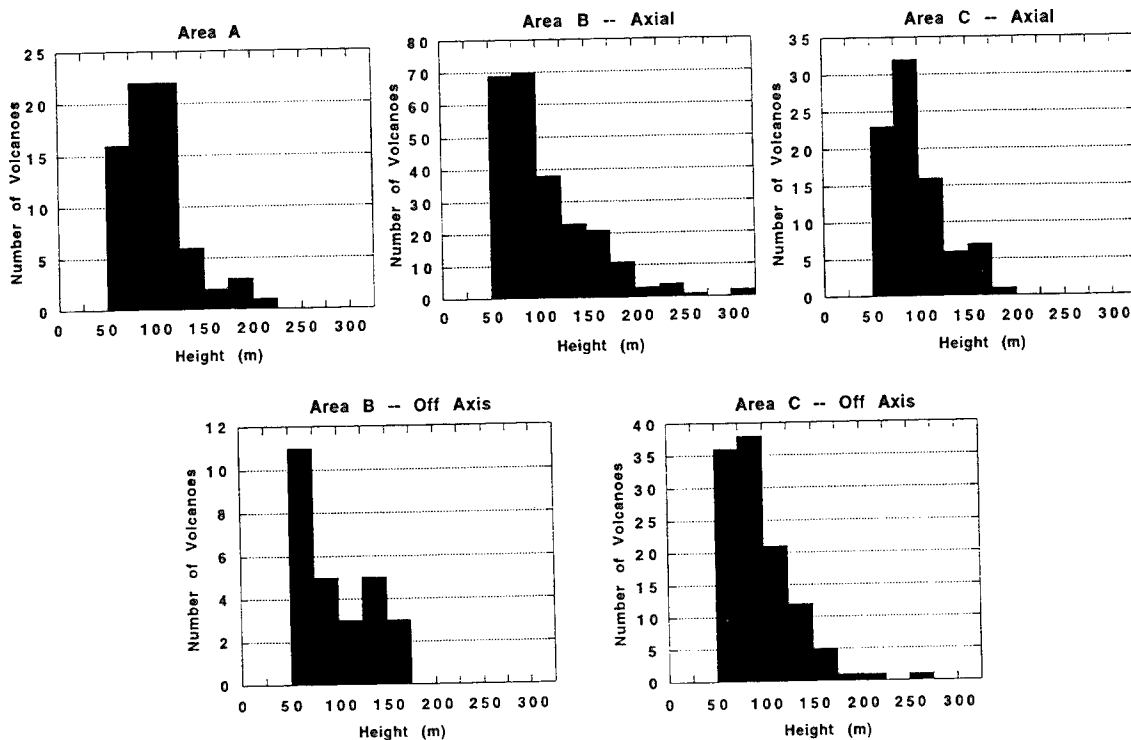 Area A
25
20
15
10
5
0
Number of Volcanoes
0 50 100 150 200 250 300
Height (m)
Area B -- Axial
80
70
60
50
40
30
20
10
0
Number of Volcanoes
0 50 100 150 200 250 300
Height (m)
Area C -- Axial
35
30
25
20
15
10
5
0
Number of Volcanoes
0 50 100 150 200 250 300
Height (m)
Area B -- Off Axis
12
10
8
6
4
2
0
Number of Volcanoes
0 50 100 150 200 250 300
Height (m)
Area C -- Off Axis
40
35
30
25
20
15
10
5
0
Number of Volcanoes
0 50 100 150 200 250 300
Height (m)